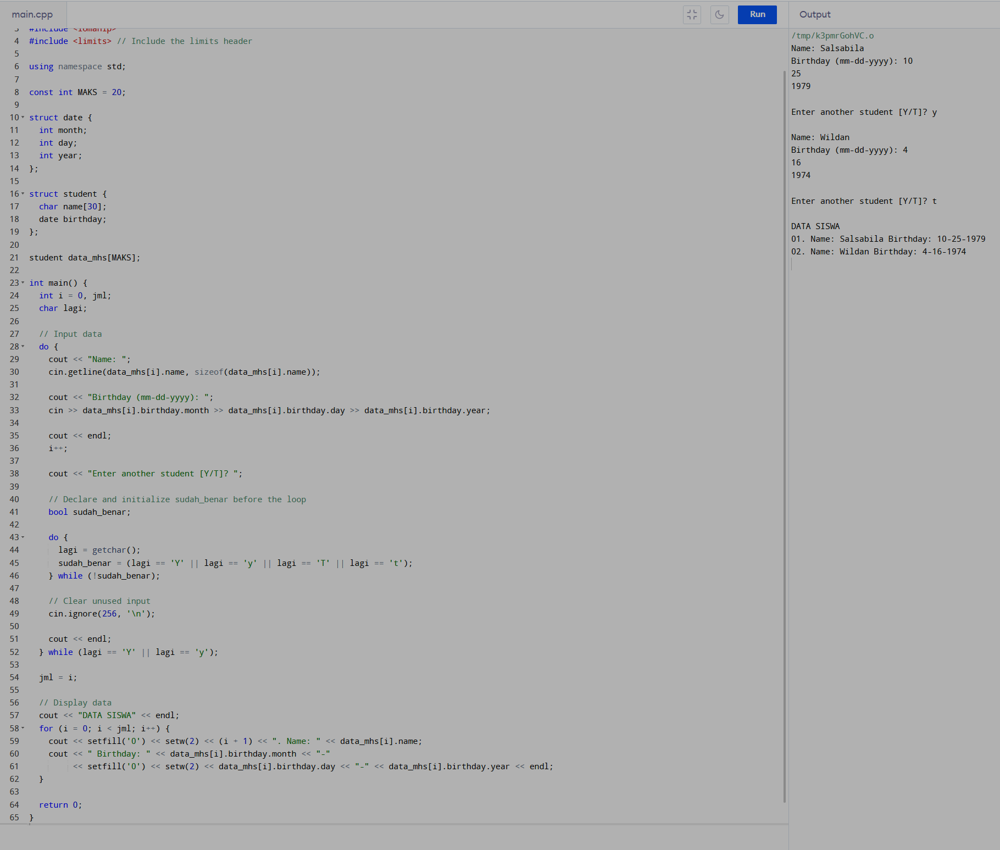 main.cpp
Run
Output
3 #include <iomanip>
4 #include <limits> // Include the limits header
5
6 using namespace std;
7
8 const int MAKS = 20;
9
10 struct date {
11 int month;
12 int day;
13 int year;
14 };
15
16 struct student {
17 char name[30];
18 date birthday;
19 };
20
21 student data_mhs[MAKS];
22
23 int main() {
24 int i = 0, jml;
25 char lagi;
26
27 // Input data
28 do {
29 cout << "Name: ";
30 cin.getline(data_mhs[i].name, sizeof(data_mhs[i].name));
31
32 cout << "Birthday (mm-dd-yyyy): ";
33 cin >> data_mhs[i].birthday.month >> data_mhs[i].birthday.day >> data_mhs[i].birthday.year;
34
35 cout << endl;
36 i++;
37
38 cout << "Enter another student [Y/T]? ";
39
40 // Declare and initialize sudah_benar before the loop
41 bool sudah_benar;
42
43 do {
44 lagi = getchar();
45 sudah_benar = (lagi == 'Y' || lagi == 'y' || lagi == 'T' || lagi == 't');
46 } while (!sudah_benar);
47
48 // Clear unused input
49 cin.ignore(256, '\n');
50
51 cout << endl;
52 } while (lagi == 'Y' || lagi == 'y');
53
54 jml = i;
55
56 // Display data
57 cout << "DATA SISWA" << endl;
58 for (i = 0; i < jml; i++) {
59 cout << setfill('0') << setw(2) << (i + 1) << ". Name: " << data_mhs[i].name;
60 cout << " Birthday: " << data_mhs[i].birthday.month << "-"
61 << setfill('0') << setw(2) << data_mhs[i].birthday.day << "-" << data_mhs[i].birthday.year << endl;
62 }
63
64 return 0;
65 }
/tmp/k3pmrGohVC.o
Name: Salsabila
Birthday (mm-dd-yyyy): 10
25
1979
Enter another student [Y/T]? y
Name: Wildan
Birthday (mm-dd-yyyy): 4
16
1974
Enter another student [Y/T]? t
DATA SISWA
01. Name: Salsabila Birthday: 10-25-1979
02. Name: Wildan Birthday: 4-16-1974